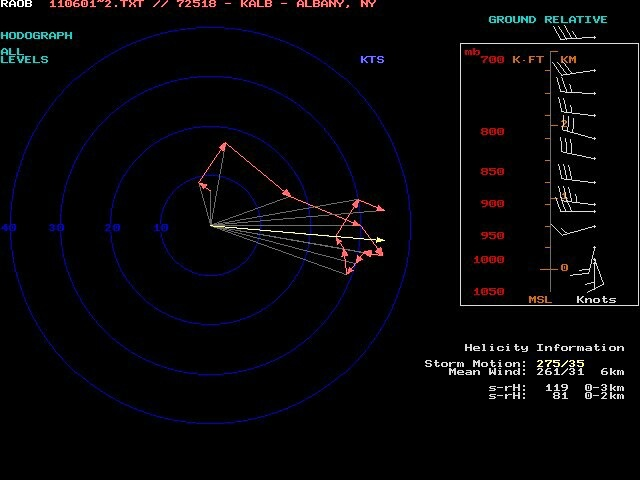 RAOB 110601~2.TXT // 72518 - KALB - ALBANY, NY
GROUND RELATIVE
HODOGRAPH
ALL
LEVELS
KTS
mb
K-FT
KM
700
800
850
900
950
1000
1050
2
0
MSL
Knots
40 30 20 10
Helicity Information
Storm Motion: 275/35
Mean Wind: 261/31 6km
s-rH: 119 0-3km
s-rH: 81 0-2km